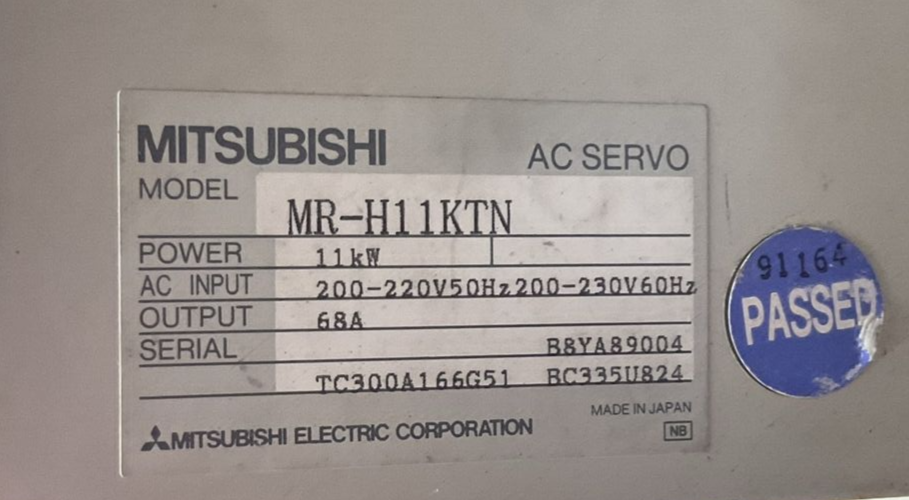 MITSUBISHI
AC SERVO
MODEL MR-H11KTN
POWER 11kW
AC INPUT 200-220V50Hz200-230V60Hz
OUTPUT 68A
SERIAL B8YA89004
TC300A166G51 BC335U824
MADE IN JAPAN
MITSUBISHI ELECTRIC CORPORATION
NB
91164
PASSED